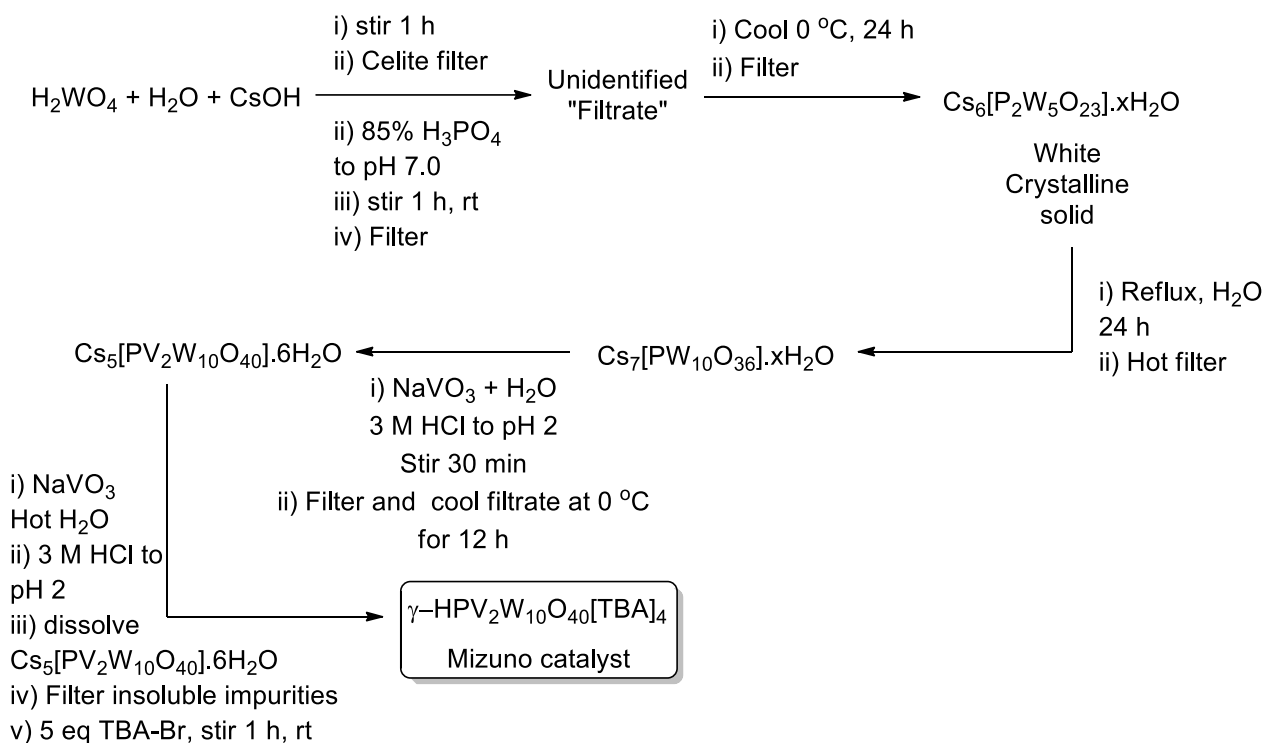 H₂WO₄ + H₂O + CsOH
i) stir 1 h
ii) Celite filter
ii) 85% H₃PO₄
to pH 7.0
iii) stir 1 h, rt
iv) Filter
Unidentified
"Filtrate"
i) Cool 0 °C, 24 h
ii) Filter
Cs₆[P₂W₅O₂₃].xH₂O
White
Crystalline
solid
i) Reflux, H₂O
24 h
ii) Hot filter
Cs₇[PW₁₀O₃₆].xH₂O
i) NaVO₃ + H₂O
3 M HCl to pH 2
Stir 30 min
ii) Filter and cool filtrate at 0 °C
for 12 h
Cs₅[PV₂W₁₀O₄₀].6H₂O
i) NaVO₃
Hot H₂O
ii) 3 M HCl to
pH 2
iii) dissolve
Cs₅[PV₂W₁₀O₄₀].6H₂O
iv) Filter insoluble impurities
v) 5 eq TBA-Br, stir 1 h, rt
γ–HPV₂W₁₀O₄₀[TBA]₄
Mizuno catalyst